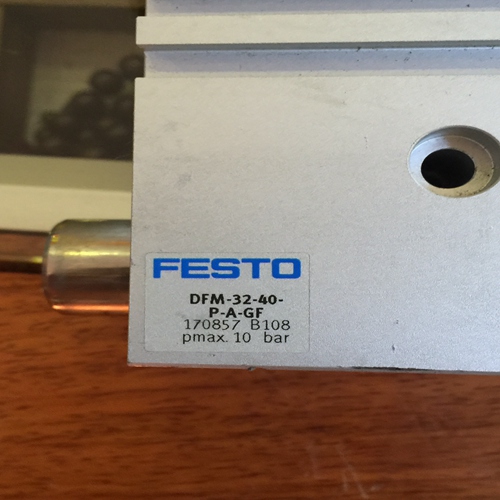 FESTO
DFM-32-40-
P-A-GF
170857 B108
pmax. 10 bar